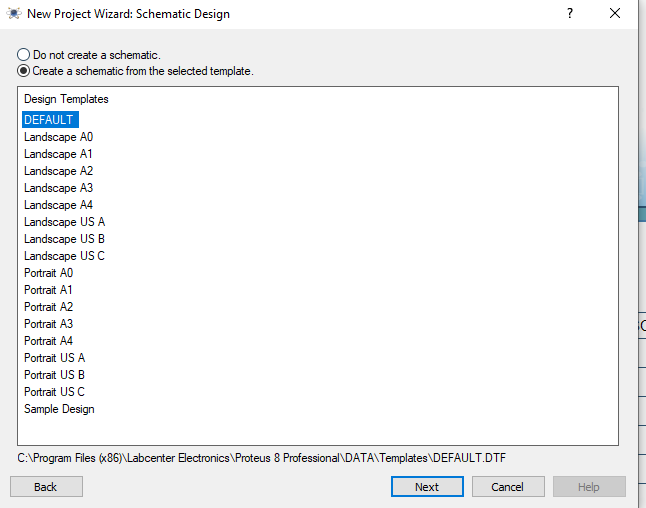 New Project Wizard: Schematic Design
?
Do not create a schematic.
Create a schematic from the selected template.
Design Templates
DEFAULT
Landscape A0
Landscape A1
Landscape A2
Landscape A3
Landscape A4
Landscape US A
Landscape US B
Landscape US C
Portrait A0
Portrait A1
Portrait A2
Portrait A3
Portrait A4
Portrait US A
Portrait US B
Portrait US C
Sample Design
C:\Program Files (x86)\Labcenter Electronics\Proteus 8 Professional\DATA\Templates\DEFAULT.DTF
Back Next Cancel Help